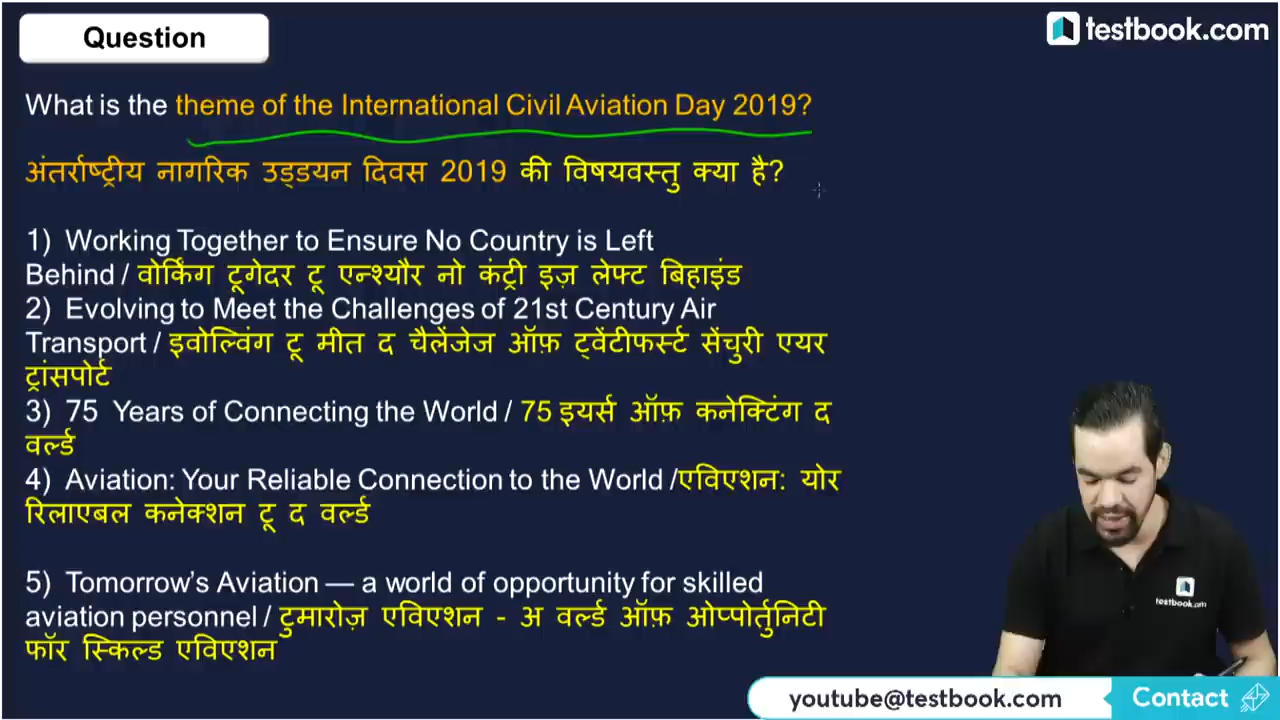 Question
testbook.com
What is the theme of the International Civil Aviation Day 2019?
अंतर्राष्ट्रीय नागरिक उड्डयन दिवस 2019 की विषयवस्तु क्या है?
1) Working Together to Ensure No Country is Left
Behind / वोर्किंग टूगेदर टू एन्श्यौर नो कंट्री इज़ लेफ्ट बिहाइंड
2) Evolving to Meet the Challenges of 21st Century Air
Transport / इवोल्विंग टू मीत द चैलेंजेज ऑफ़ ट्वेंटीफर्स्ट सेंचुरी एयर
ट्रांसपोर्ट
3) 75 Years of Connecting the World / 75 इयर्स ऑफ़ कनेक्टिंग द
वर्ल्ड
4) Aviation: Your Reliable Connection to the World /एविएशन: योर
रिलाएबल कनेक्शन टू द वर्ल्ड
5) Tomorrow's Aviation — a world of opportunity for skilled
aviation personnel / टुमारोज़ एविएशन - अ वर्ल्ड ऑफ़ ओप्पोर्तुनिटी
फॉर स्किल्ड एविएशन
testbook.com
youtube@testbook.com Contact